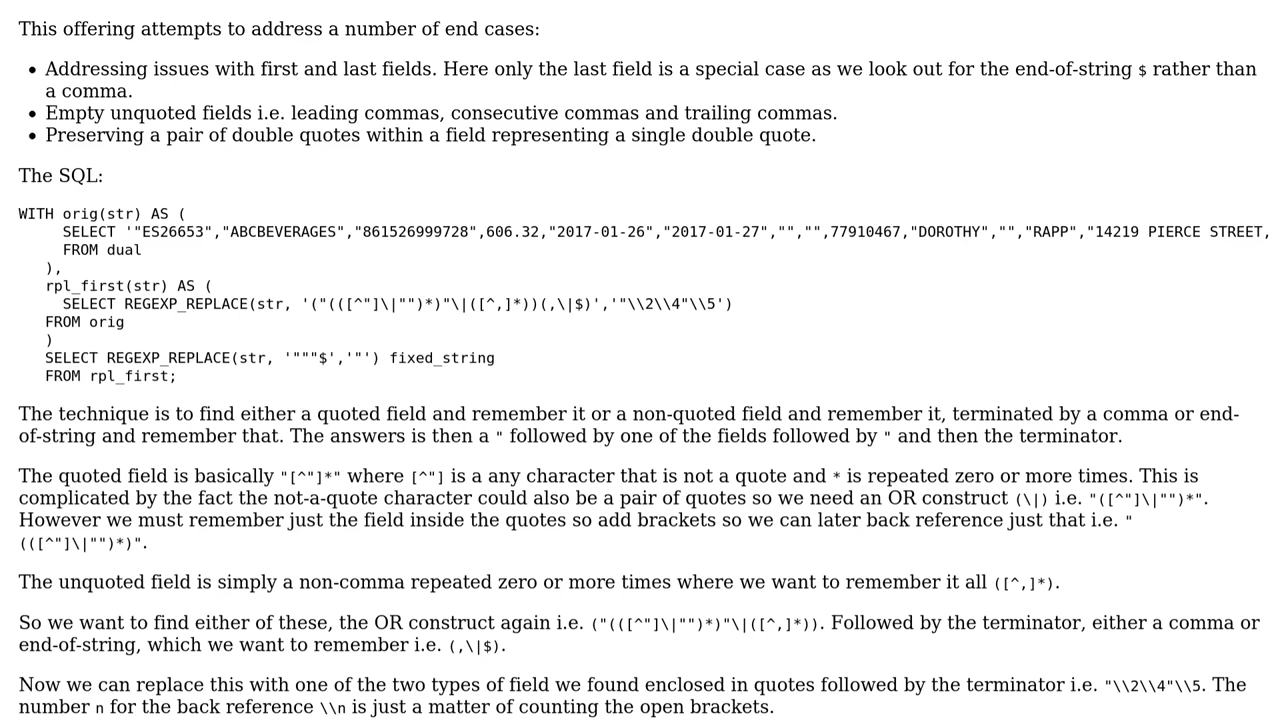 This offering attempts to address a number of end cases:
• Addressing issues with first and last fields. Here only the last field is a special case as we look out for the end-of-string $ rather than
a comma.
• Empty unquoted fields i.e. leading commas, consecutive commas and trailing commas.
• Preserving a pair of double quotes within a field representing a single double quote.
The SQL:
WITH orig(str) AS (
     SELECT '"ES26653","ABCBEVERAGES","861526999728",606.32,"2017-01-26","2017-01-27","","",77910467,"DOROTHY","","RAPP","14219 PIERCE STREET,
     FROM dual
   ),
   rpl_first(str) AS (
     SELECT REGEXP_REPLACE(str, '("(([^"]\|"")*)"\|([^,]*))(,\|$)','"\\2\\4"\\5')
   FROM orig
   )
   SELECT REGEXP_REPLACE(str, '"""$','"') fixed_string
   FROM rpl_first;
The technique is to find either a quoted field and remember it or a non-quoted field and remember it, terminated by a comma or end-
of-string and remember that. The answers is then a " followed by one of the fields followed by " and then the terminator.
The quoted field is basically "[^"]*" where [^"] is a any character that is not a quote and * is repeated zero or more times. This is
complicated by the fact the not-a-quote character could also be a pair of quotes so we need an OR construct (\|) i.e. "([^"]\|"")*".
However we must remember just the field inside the quotes so add brackets so we can later back reference just that i.e. "
(([^"]\|"")*)".
The unquoted field is simply a non-comma repeated zero or more times where we want to remember it all ([^,]*).
So we want to find either of these, the OR construct again i.e. ("(([^"]\|"")*)"\|([^,]*)). Followed by the terminator, either a comma or
end-of-string, which we want to remember i.e. (,\|$).
Now we can replace this with one of the two types of field we found enclosed in quotes followed by the terminator i.e. "\\2\\4"\\5. The
number n for the back reference \\n is just a matter of counting the open brackets.